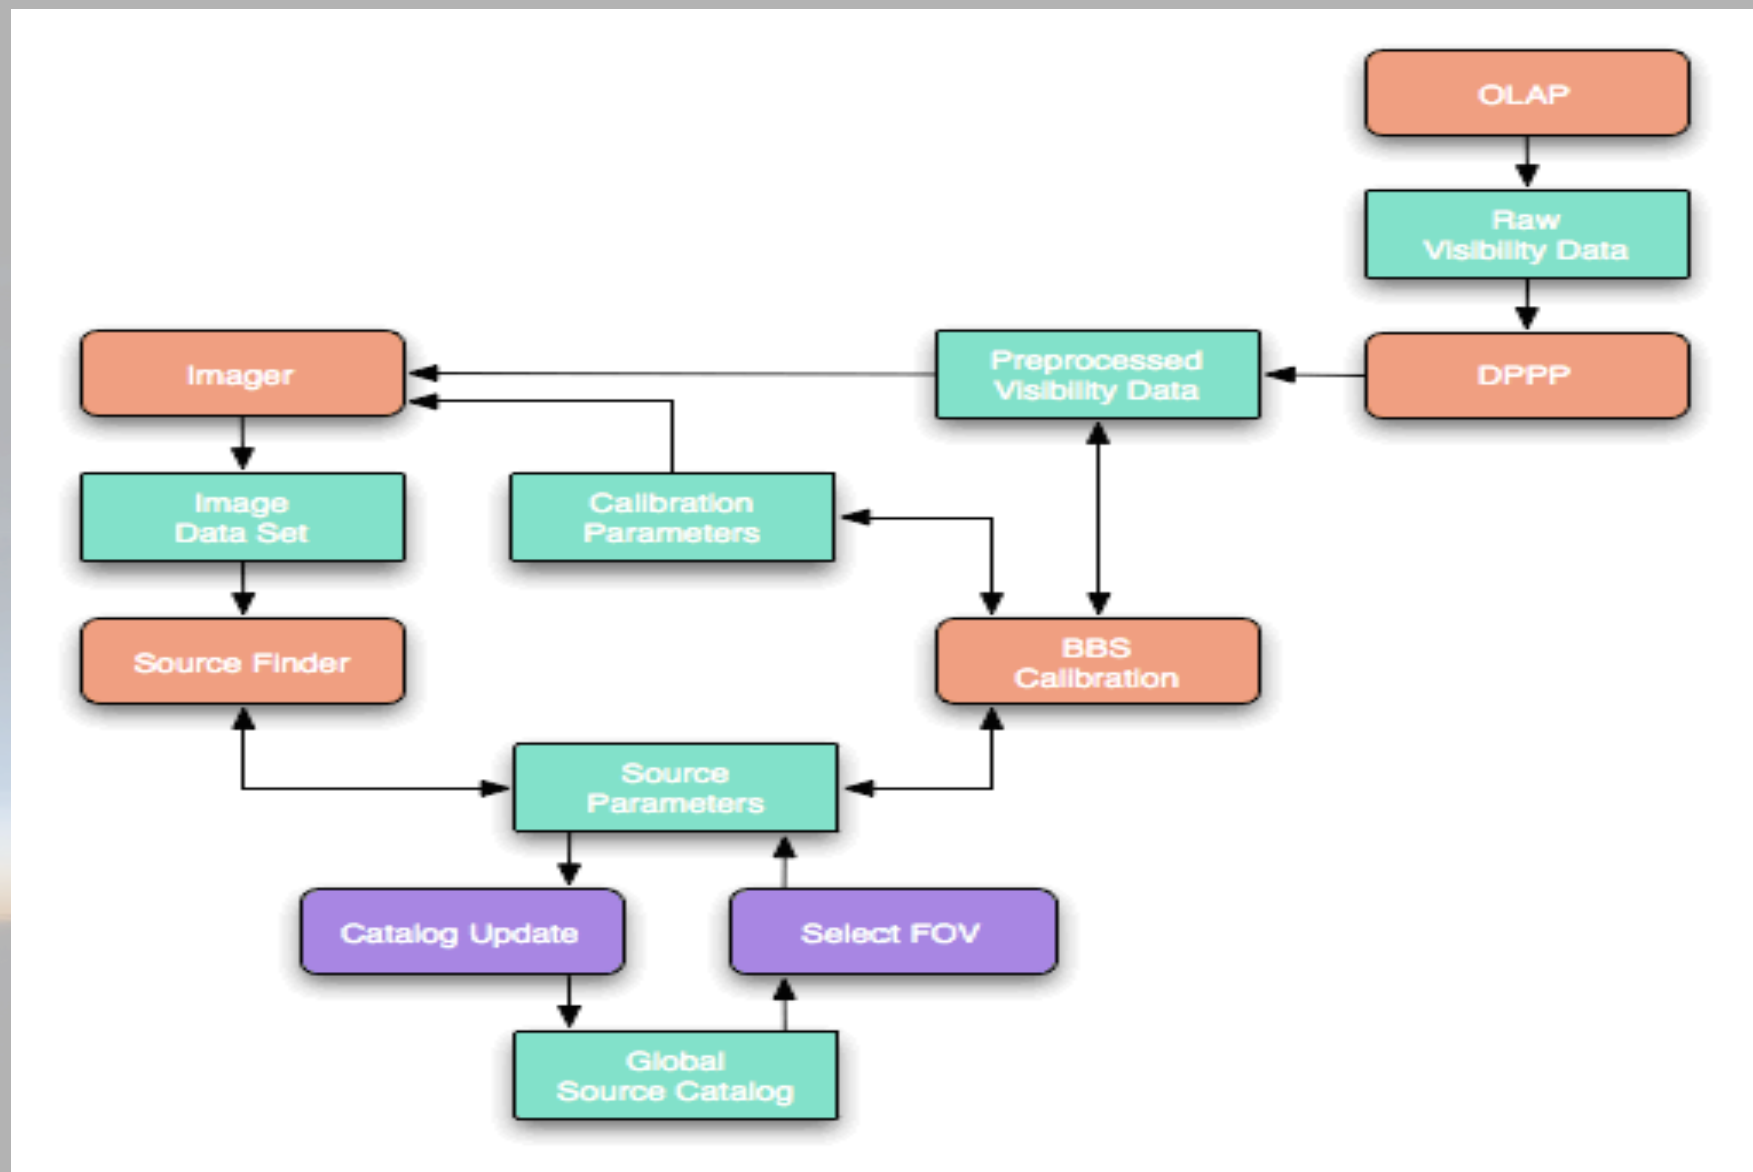 OLAP
Raw
Visibility Data
Imager
Preprocessed
Visibility Data
DPPP
Image
Data Set
Calibration
Parameters
Source Finder
BBS
Calibration
Source
Parameters
Catalog Update
Select FOV
Global
Source Catalog